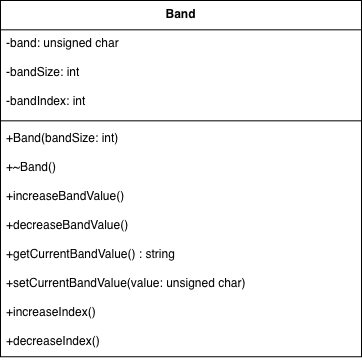 Band
-band: unsigned char
-bandSize: int
-bandIndex: int
+Band(bandSize: int)
+~Band()
+increaseBandValue()
+decreaseBandValue()
+getCurrentBandValue() : string
+setCurrentBandValue(value: unsigned char)
+increaseIndex()
+decreaseIndex()